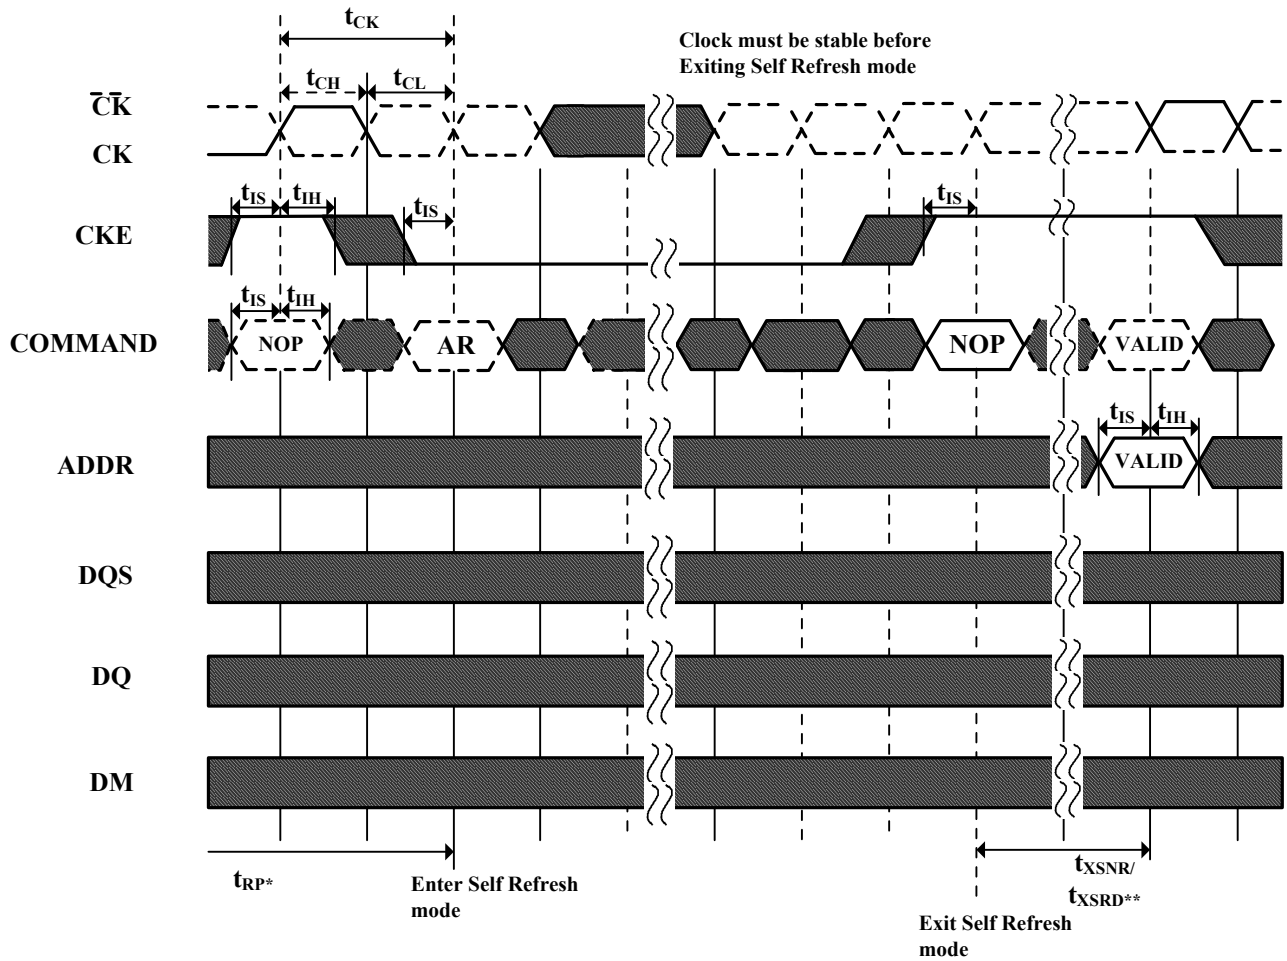 tCK
Clock must be stable before
Exiting Self Refresh mode
tCH
tCL
C̅K̅
CK
tIS
tIH
tIS
tIS
CKE
tIS
tIH
COMMAND
NOP
AR
NOP
VALID
tIS
tIH
ADDR
VALID
DQS
DQ
DM
tRP*
Enter Self Refresh
mode
tXSNR/
tXSRD**
Exit Self Refresh
mode